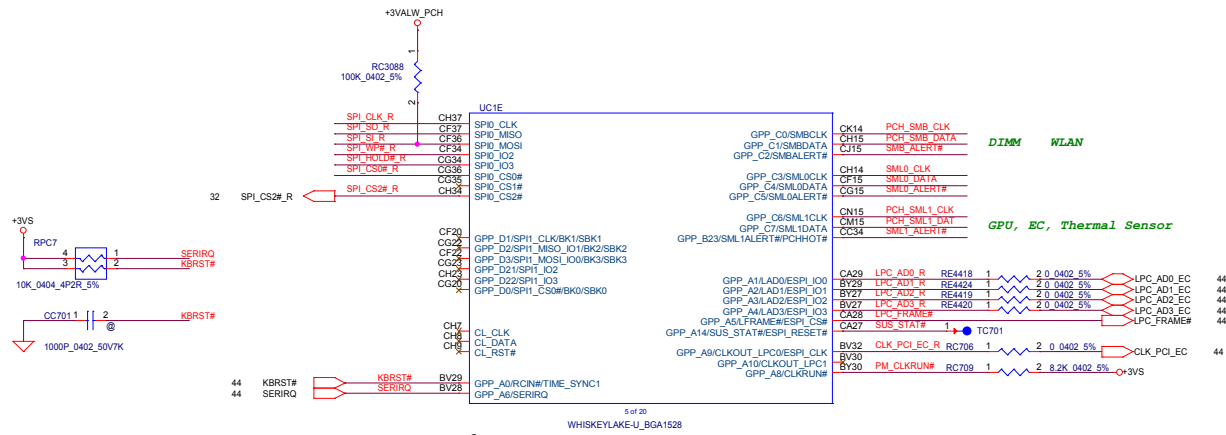 +3VALW_PCH
1
RC3088
100K_0402_5%
2
UC1E
SPI_CLK_R CH37 SPI0_CLK
SPI_SO_R CF37 SPI0_MISO
SPI_SI_R CF36 SPI0_MOSI
SPI_WP#_R CF34 SPI0_IO2
SPI_HOLD#_R CG34 SPI0_IO3
SPI_CS0#_R CG36 SPI0_CS0#
CG35 SPI0_CS1#
32 SPI_CS2#_R SPI_CS2#_R CH34 SPI0_CS2#
CF20 GPP_D1/SPI1_CLK/BK1/SBK1
CG22 GPP_D2/SPI1_MISO_IO1/BK2/SBK2
CF22 GPP_D3/SPI1_MOSI_IO0/BK3/SBK3
CG23 GPP_D21/SPI1_IO2
CH23 GPP_D22/SPI1_IO3
CG20 GPP_D0/SPI1_CS0#/BK0/SBK0
CH7 CL_CLK
CH8 CL_DATA
CH9 CL_RST#
44 KBRST# KBRST# BV29 GPP_A0/RCIN#/TIME_SYNC1
44 SERIRQ SERIRQ BV28 GPP_A6/SERIRQ
+3VS
RPC7
4 1 SERIRQ
3 2 KBRST#
10K_0404_4P2R_5%
CC701 1 2 KBRST#
@
1000P_0402_50V7K
GPP_C0/SMBCLK CK14 PCH_SMB_CLK
GPP_C1/SMBDATA CH15 PCH_SMB_DATA
GPP_C2/SMBALERT# CJ15 SMB_ALERT#
DIMM WLAN
GPP_C3/SML0CLK CH14 SML0_CLK
GPP_C4/SML0DATA CF15 SML0_DATA
GPP_C5/SML0ALERT# CG15 SML0_ALERT#
GPP_C6/SML1CLK CN15 PCH_SML1_CLK
GPP_C7/SML1DATA CM15 PCH_SML1_DAT
GPP_B23/SML1ALERT#/PCHHOT# CC34 SML1_ALERT#
GPU, EC, Thermal Sensor
GPP_A1/LAD0/ESPI_IO0 CA29 LPC_AD0_R RE4418 1 2 0_0402_5% LPC_AD0_EC 44
GPP_A2/LAD1/ESPI_IO1 BY29 LPC_AD1_R RE4424 1 2 0_0402_5% LPC_AD1_EC 44
GPP_A3/LAD2/ESPI_IO2 BY27 LPC_AD2_R RE4419 1 2 0_0402_5% LPC_AD2_EC 44
GPP_A4/LAD3/ESPI_IO3 BV27 LPC_AD3_R RE4420 1 2 0_0402_5% LPC_AD3_EC 44
GPP_A5/LFRAME#/ESPI_CS# CA28 LPC_FRAME# LPC_FRAME# 44
GPP_A14/SUS_STAT#/ESPI_RESET# CA27 SUS_STAT# 1 TC701
GPP_A9/CLKOUT_LPC0/ESPI_CLK BV32 CLK_PCI_EC_R RC706 1 2 0_0402_5% CLK_PCI_EC 44
GPP_A10/CLKOUT_LPC1 BV30
GPP_A8/CLKRUN# BY30 PM_CLKRUN# RC709 1 2 8.2K_0402_5% +3VS
5 of 20
WHISKEYLAKE-U_BGA1528